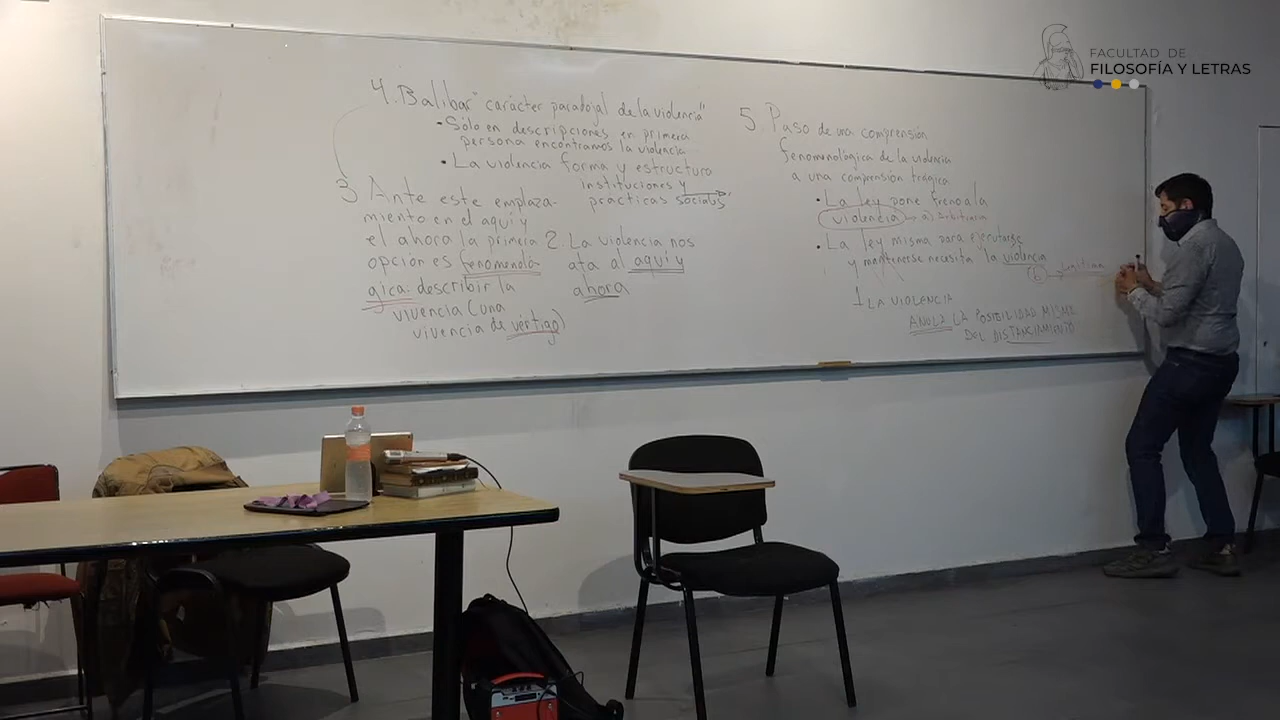 FACULTAD DE
FILOSOFÍA Y LETRAS
4. Balibar "carácter paradojal de la violencia"
• Sólo en descripciones en primera
persona encontramos la violencia
• La violencia forma y estructura
instituciones y
prácticas sociales
3 Ante este emplaza-
miento en el aquí y
el ahora la primera
opción es fenomenoló-
gica: describir la
vivencia (una
vivencia de vértigo)
2. La violencia nos
ata al aquí y
ahora
5. Paso de una comprensión
fenomenológica de la violencia
a una comprensión trágica
• La ley pone freno a la
violencia → a) arbitraria
• La ley misma para ejecutarse
y mantenerse necesita la violencia
(b)
1 LA VIOLENCIA
ANULA LA POSIBILIDAD MISMA
DEL DISTANCIAMIENTO